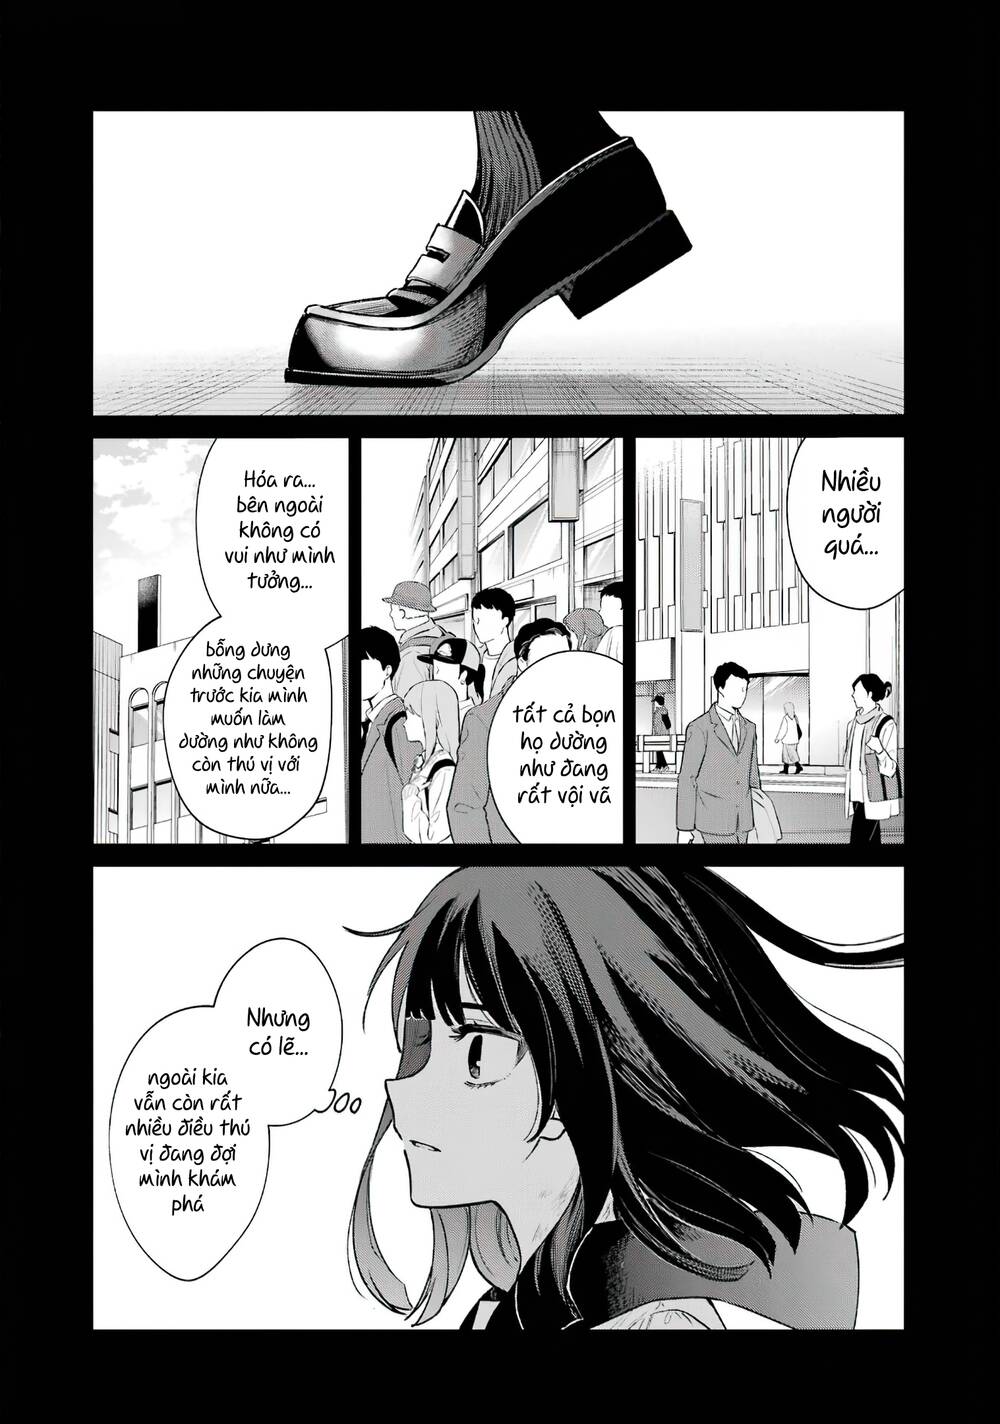 Nhiều
người
quá...
tất cả bọn
họ dường
như đang
rất vội vã
Hóa ra...
bên ngoài
không có
vui như mình
tưởng...
bỗng dưng
những chuyện
trước kia mình
muốn làm
dường như không
còn thú vị với
mình nữa...
Nhưng
có lẽ...
ngoài kia
vẫn còn rất
nhiều điều thú
vị đang đợi
mình khám
phá